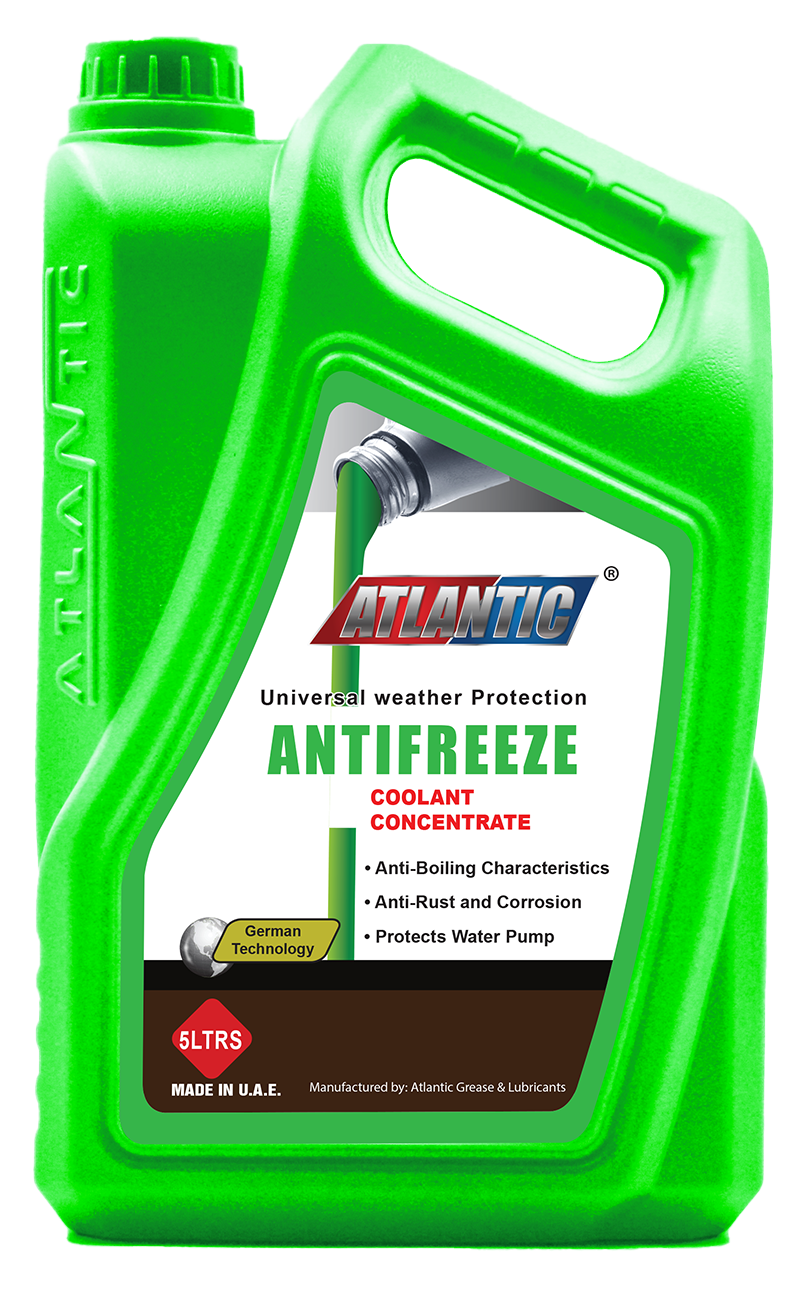 ATLANTIC
ATLANTIC®
Universal weather Protection
ANTIFREEZE
COOLANT
CONCENTRATE
• Anti-Boiling Characteristics
• Anti-Rust and Corrosion
• Protects Water Pump
German
Technology
5LTRS
MADE IN U.A.E.
Manufactured by: Atlantic Grease & Lubricants